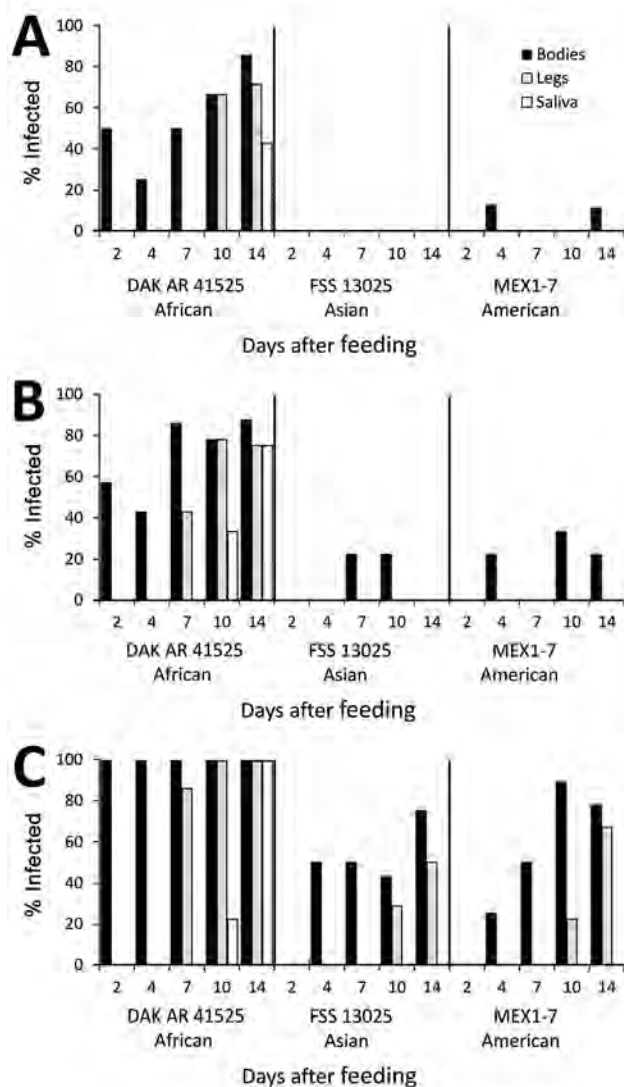 A
100
80
60
40
20
0
% Infected
Bodies
Legs
Saliva
2 4 7 10 14 2 4 7 10 14 2 4 7 10 14
DAK AR 41525 FSS 13025 MEX1-7
African Asian American
Days after feeding
B
100
80
60
40
20
0
% Infected
2 4 7 10 14 2 4 7 10 14 2 4 7 10 14
DAK AR 41525 FSS 13025 MEX1-7
African Asian American
Days after feeding
C
100
80
60
40
20
0
% Infected
2 4 7 10 14 2 4 7 10 14 2 4 7 10 14
DAK AR 41525 FSS 13025 MEX1-7
African Asian American
Days after feeding